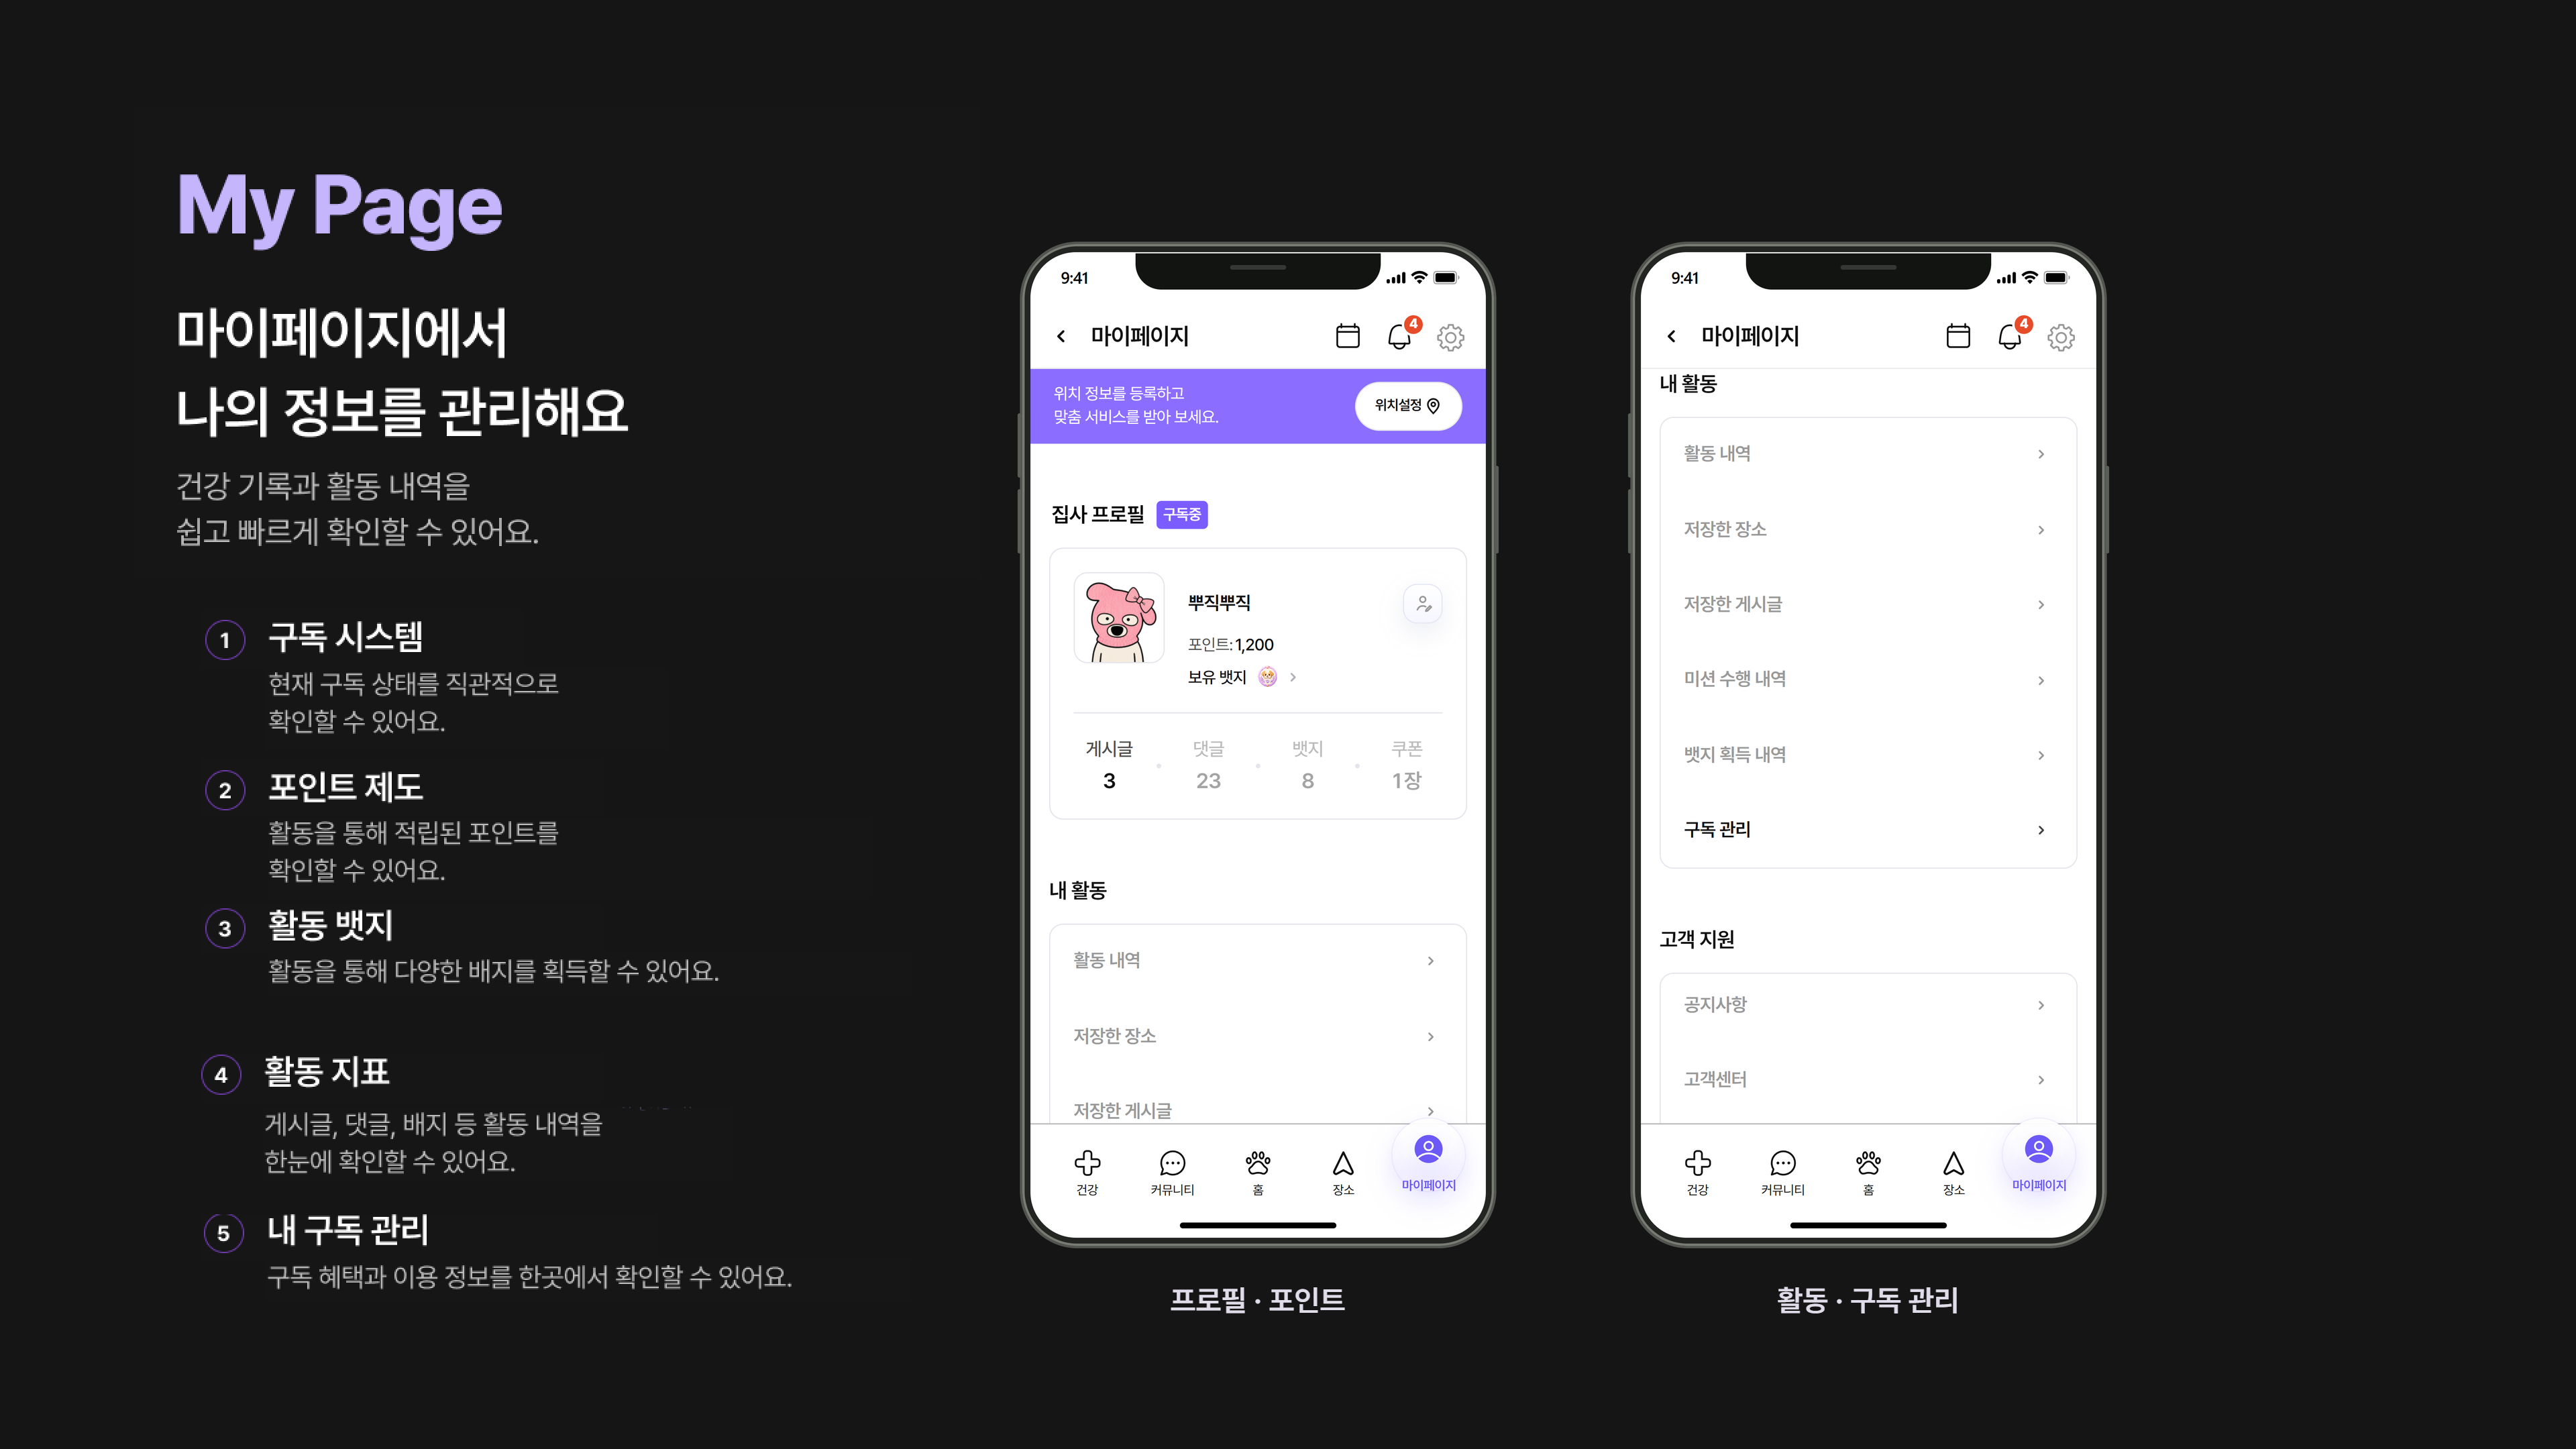 My Page
마이페이지에서
나의 정보를 관리해요
건강 기록과 활동 내역을
쉽고 빠르게 확인할 수 있어요.
1 구독 시스템
현재 구독 상태를 직관적으로
확인할 수 있어요.
2 포인트 제도
활동을 통해 적립된 포인트를
확인할 수 있어요.
3 활동 뱃지
활동을 통해 다양한 배지를 획득할 수 있어요.
4 활동 지표
게시글, 댓글, 배지 등 활동 내역을
한눈에 확인할 수 있어요.
5 내 구독 관리
구독 혜택과 이용 정보를 한곳에서 확인할 수 있어요.
9:41
마이페이지 4
위치 정보를 등록하고
맞춤 서비스를 받아 보세요.
위치설정
집사 프로필 구독중
뿌직뿌직
포인트: 1,200
보유 뱃지
게시글 댓글 뱃지 쿠폰
3 23 8 1장
내 활동
활동 내역
저장한 장소
저장한 게시글
건강 커뮤니티 홈 장소 마이페이지
프로필 · 포인트
9:41
마이페이지 4
내 활동
활동 내역
저장한 장소
저장한 게시글
미션 수행 내역
뱃지 획득 내역
구독 관리
고객 지원
공지사항
고객센터
건강 커뮤니티 홈 장소 마이페이지
활동 · 구독 관리